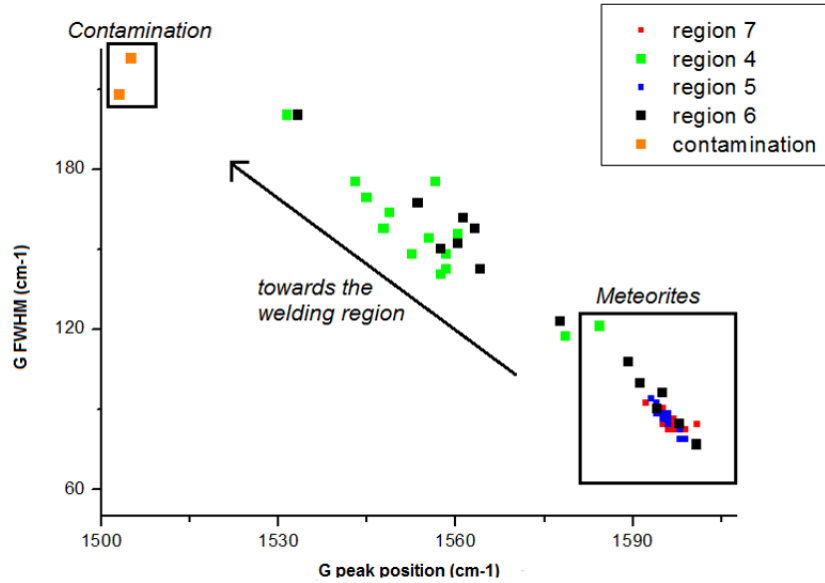 Contamination
region 7
region 4
region 5
region 6
contamination
180
120
60
G FWHM (cm-1)
towards the
welding region
Meteorites
1500
1530
1560
1590
G peak position (cm-1)